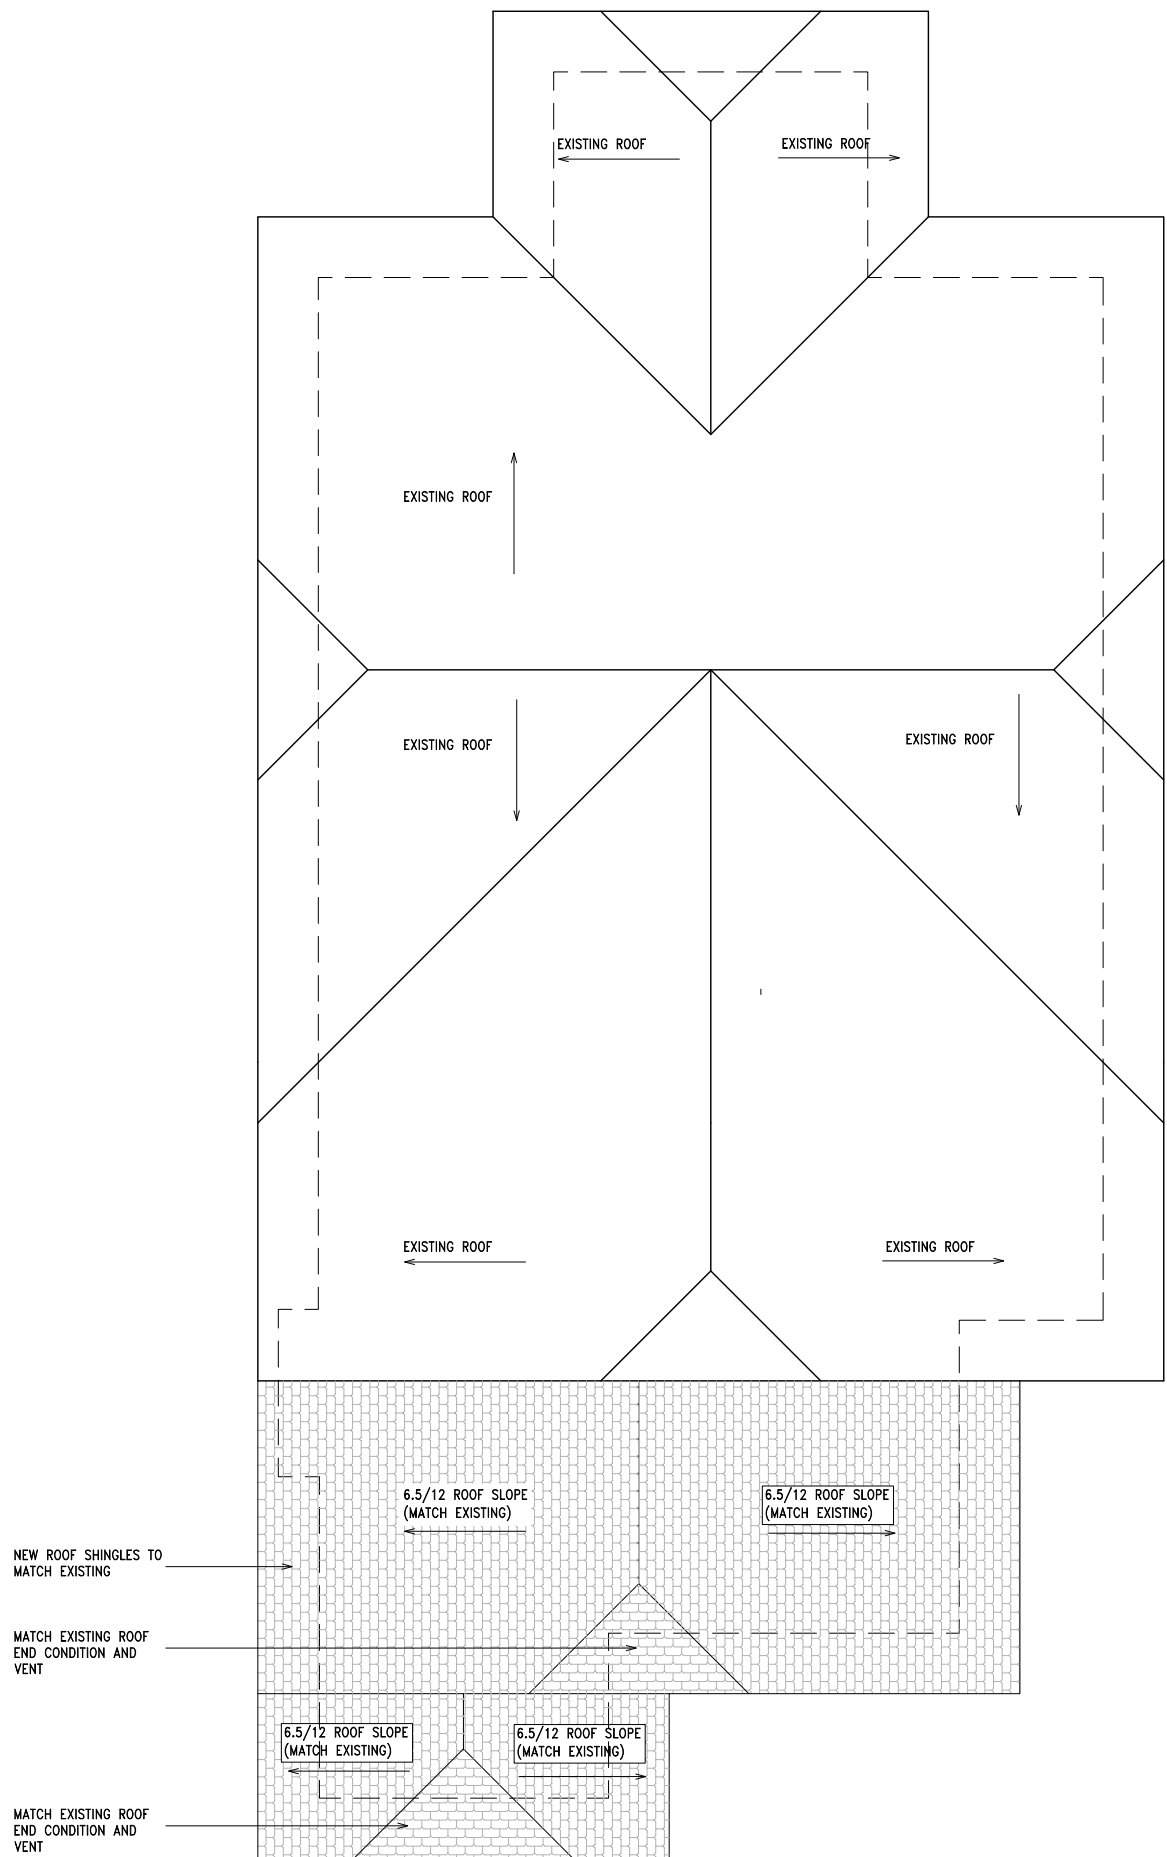 EXISTING ROOF
EXISTING ROOF
EXISTING ROOF
EXISTING ROOF
EXISTING ROOF
EXISTING ROOF
EXISTING ROOF
6.5/12 ROOF SLOPE
(MATCH EXISTING)
6.5/12 ROOF SLOPE
(MATCH EXISTING)
NEW ROOF SHINGLES TO
MATCH EXISTING
MATCH EXISTING ROOF
END CONDITION AND
VENT
6.5/12 ROOF SLOPE
(MATCH EXISTING)
6.5/12 ROOF SLOPE
(MATCH EXISTING)
MATCH EXISTING ROOF
END CONDITION AND
VENT